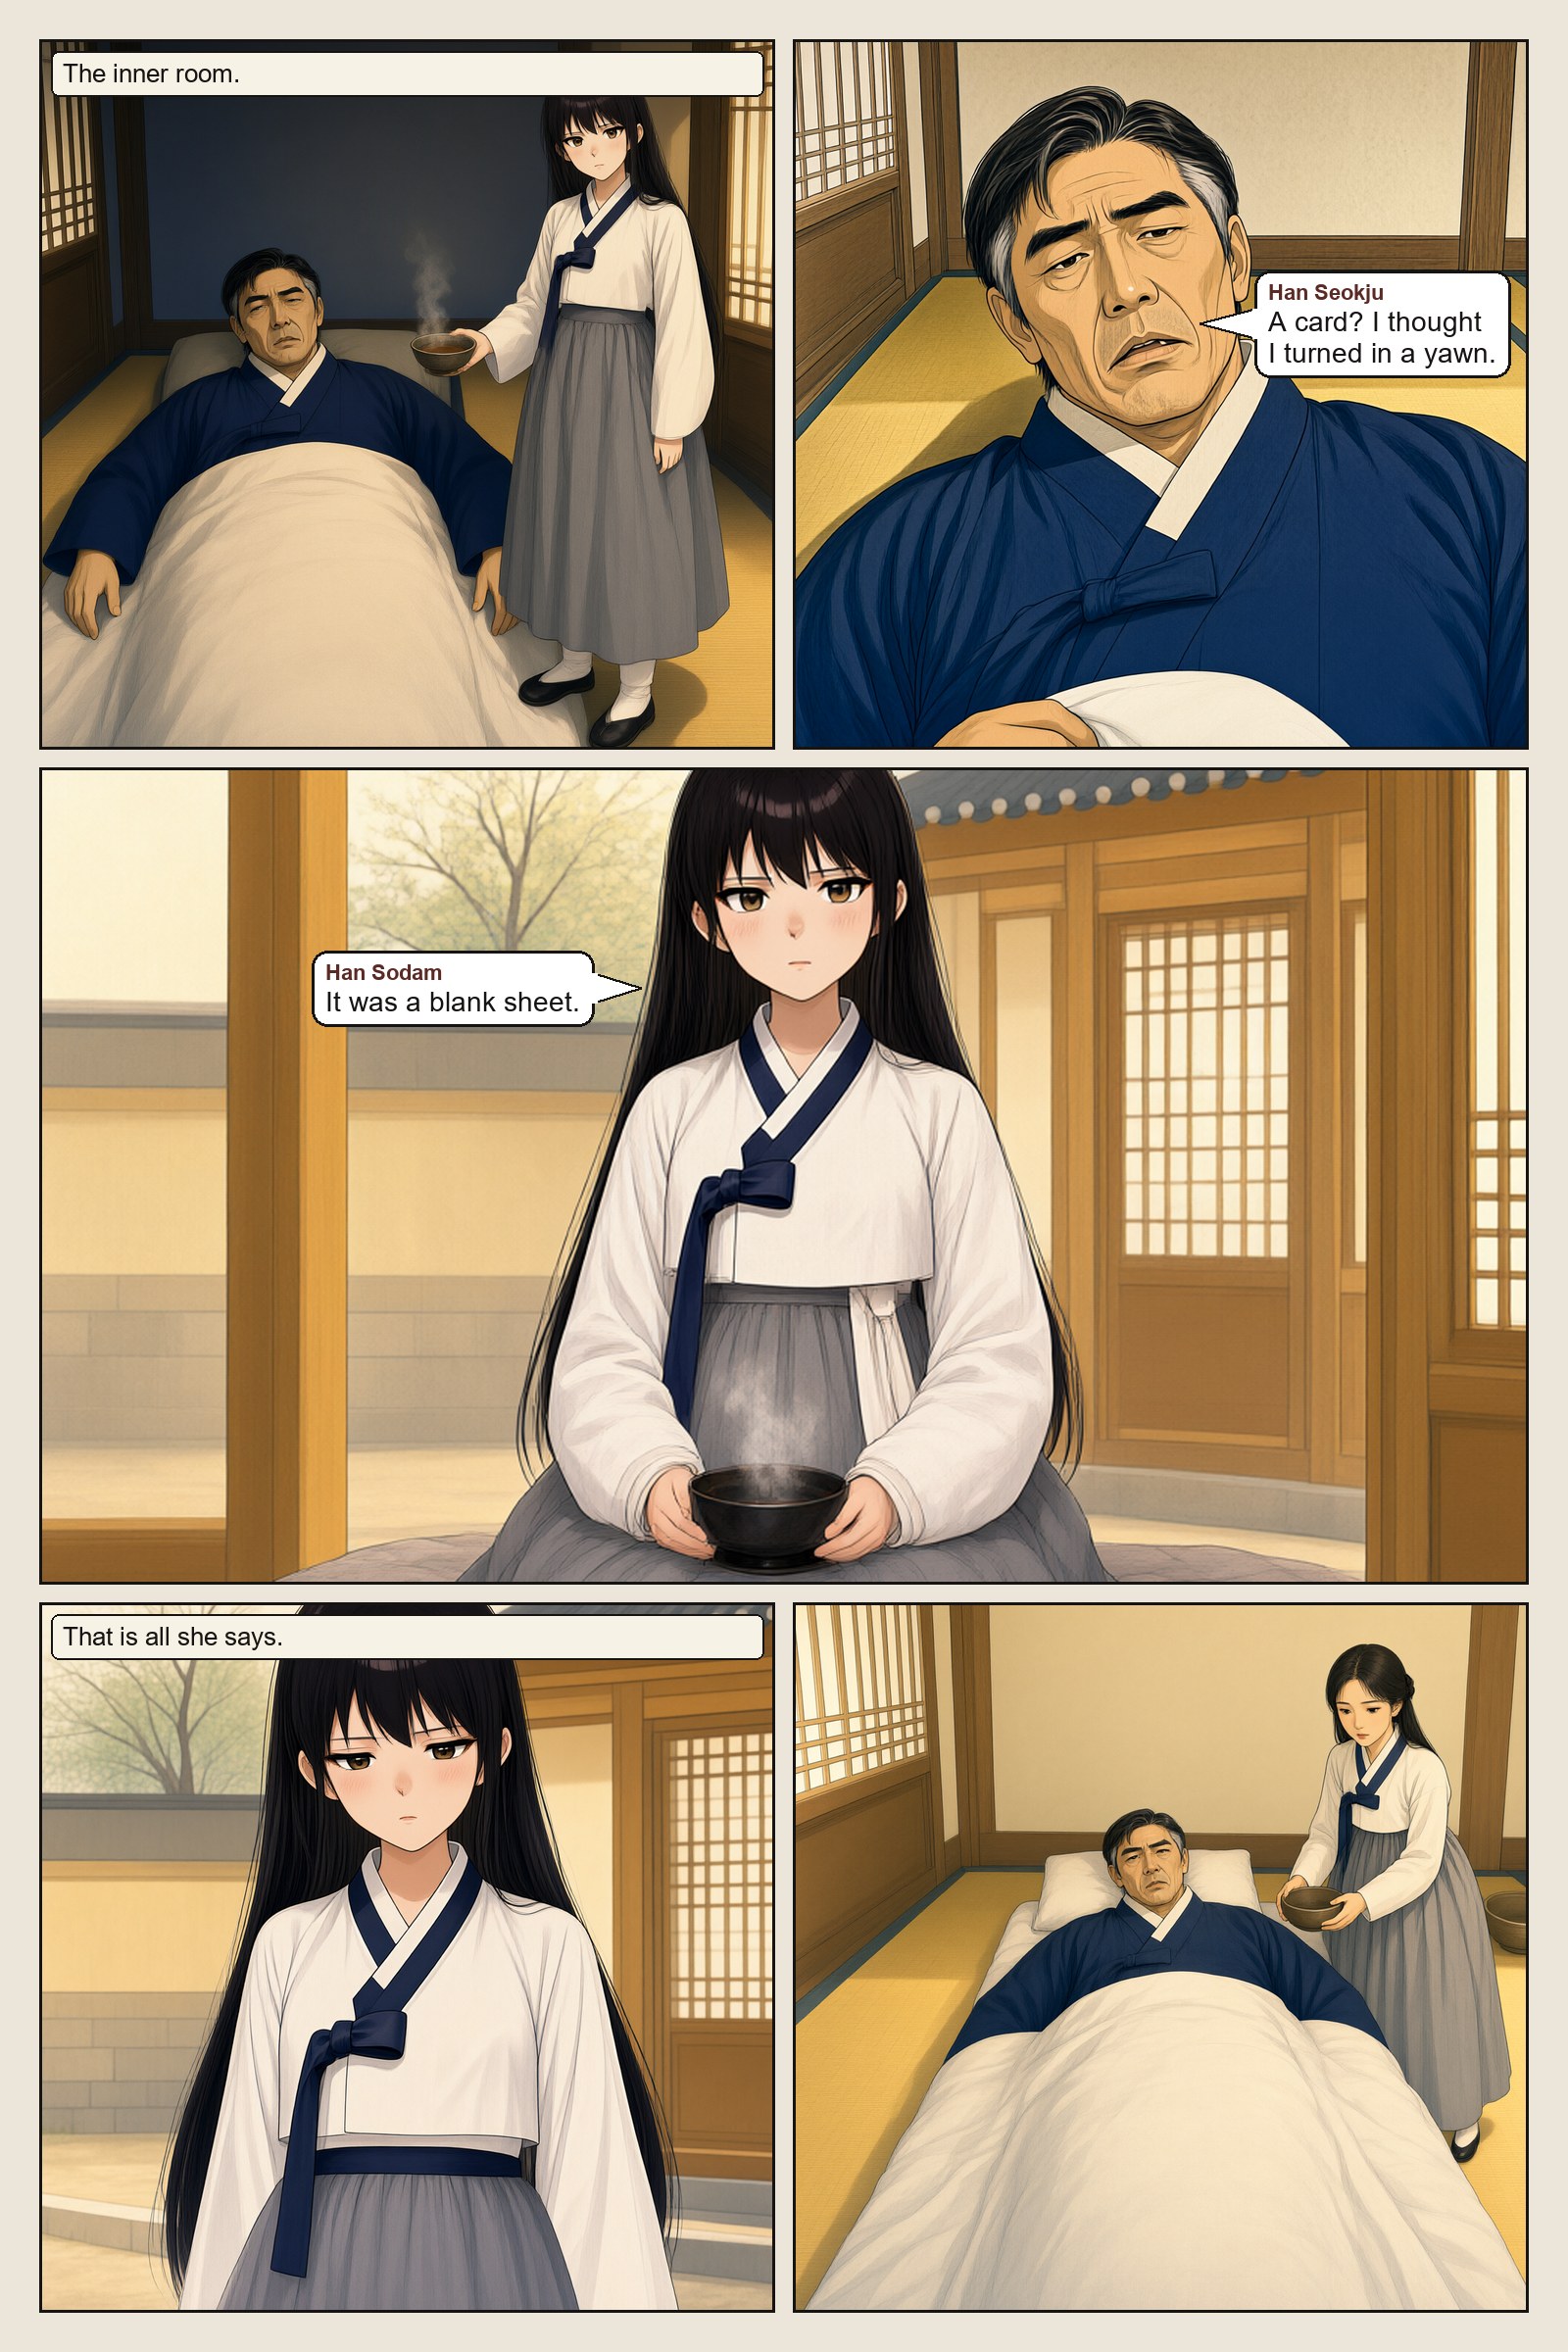 The inner room.
Han Seokju
A card? I thought
I turned in a yawn.
Han Sodam
It was a blank sheet.
That is all she says.